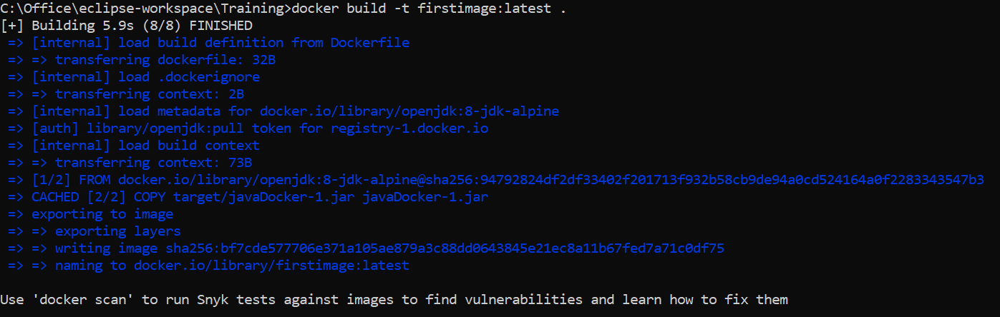 C:\Office\eclipse-workspace\Training>docker build -t firstimage:latest .
[+] Building 5.9s (8/8) FINISHED
=> [internal] load build definition from Dockerfile
=> => transferring dockerfile: 32B
=> [internal] load .dockerignore
=> => transferring context: 2B
=> [internal] load metadata for docker.io/library/openjdk:8-jdk-alpine
=> [auth] library/openjdk:pull token for registry-1.docker.io
=> [internal] load build context
=> => transferring context: 73B
=> [1/2] FROM docker.io/library/openjdk:8-jdk-alpine@sha256:94792824df2df33402f201713f932b58cb9de94a0cd524164a0f2283343547b3
=> CACHED [2/2] COPY target/javaDocker-1.jar javaDocker-1.jar
=> exporting to image
=> => exporting layers
=> => writing image sha256:bf7cde577706e371a105ae879a3c88dd0643845e21ec8a11b67fed7a71c0df75
=> => naming to docker.io/library/firstimage:latest
Use 'docker scan' to run Snyk tests against images to find vulnerabilities and learn how to fix them